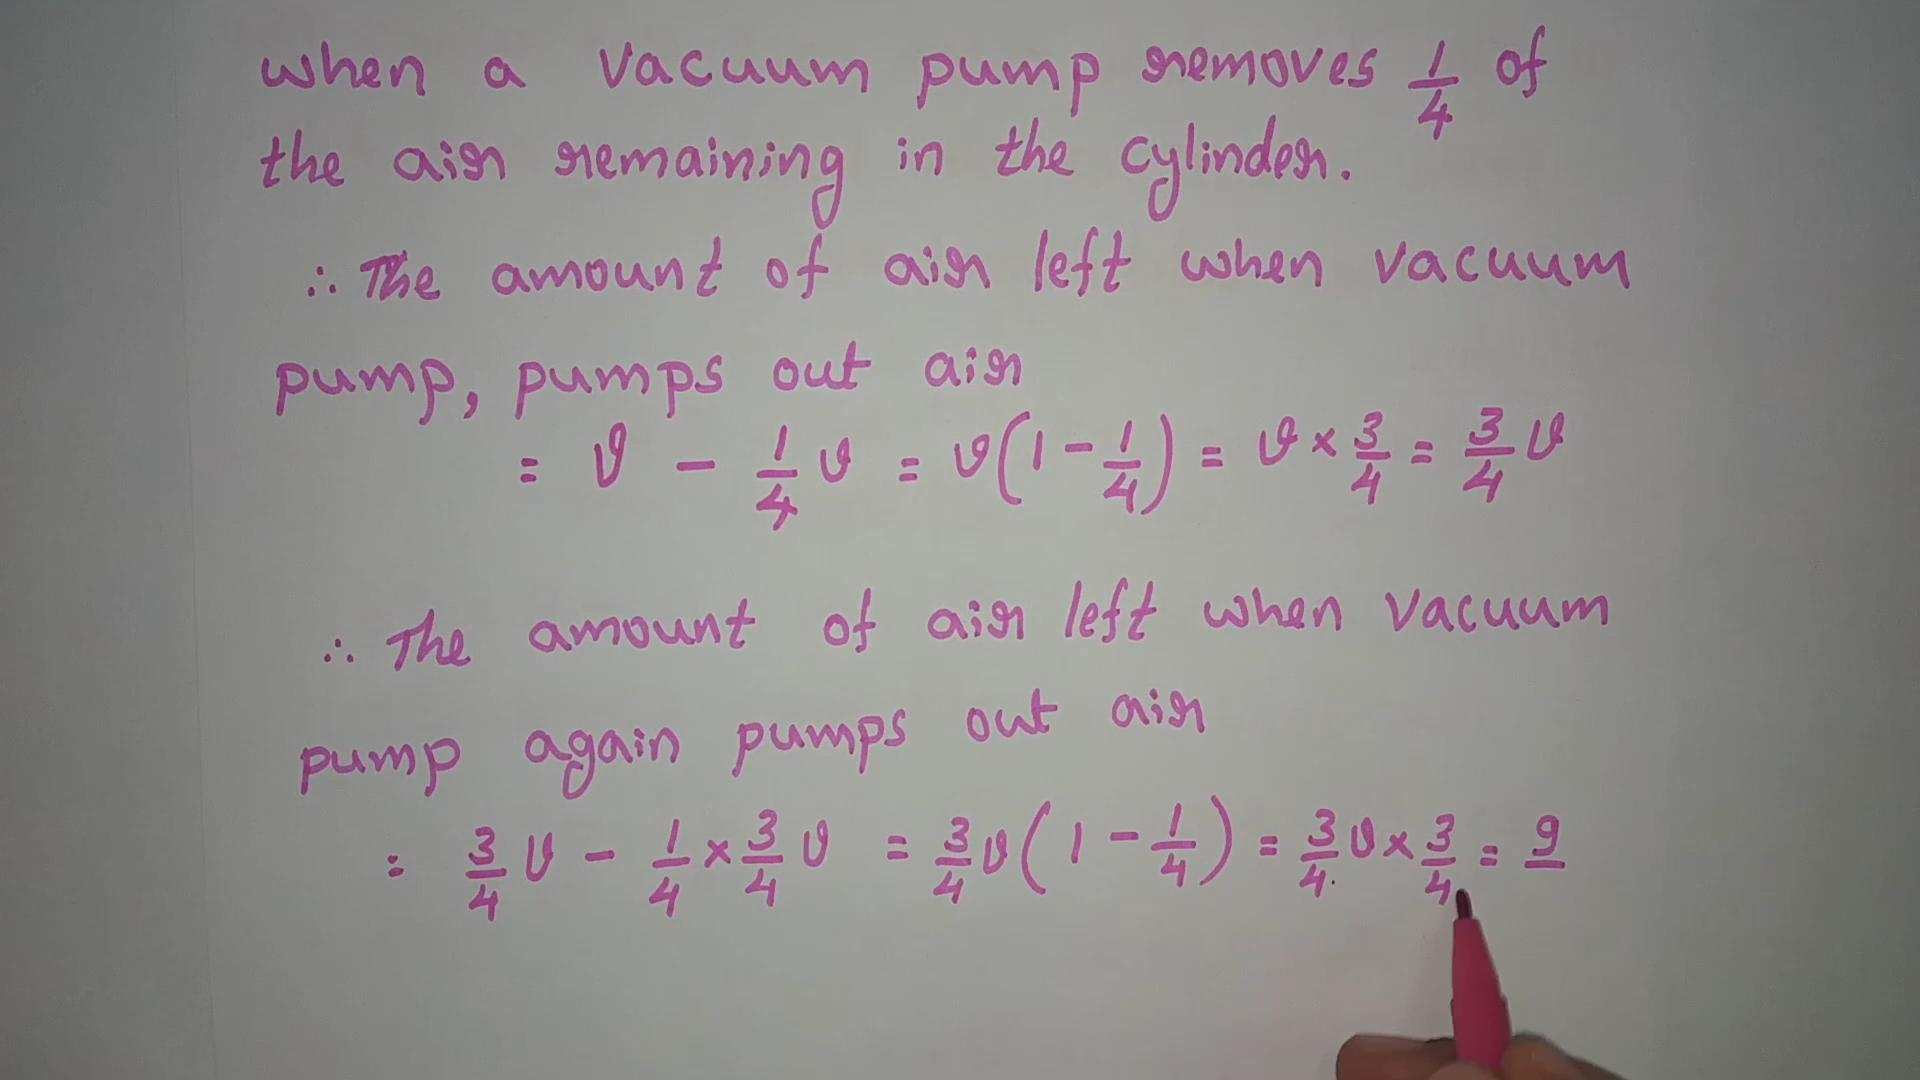 when a vacuum pump removes 1/4 of
the air remaining in the cylinder.
∴ The amount of air left when vacuum
pump, pumps out air
= v - 1/4 v = v(1 - 1/4) = v × 3/4 = 3/4 v
∴ The amount of air left when vacuum
pump again pumps out air
= 3/4 v - 1/4 × 3/4 v = 3/4 v(1 - 1/4) = 3/4 v × 3/4 = 9/